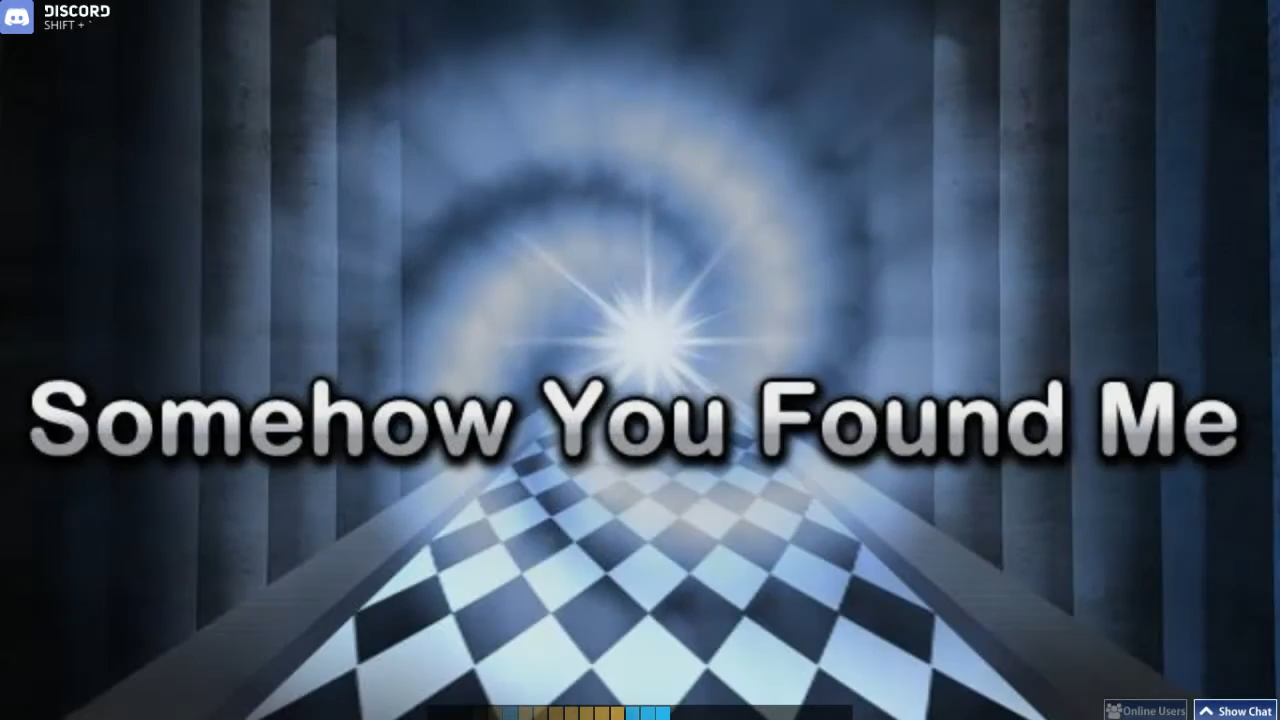 DISCORD
SHIFT + `
Somehow You Found Me
Online Users
Show Chat